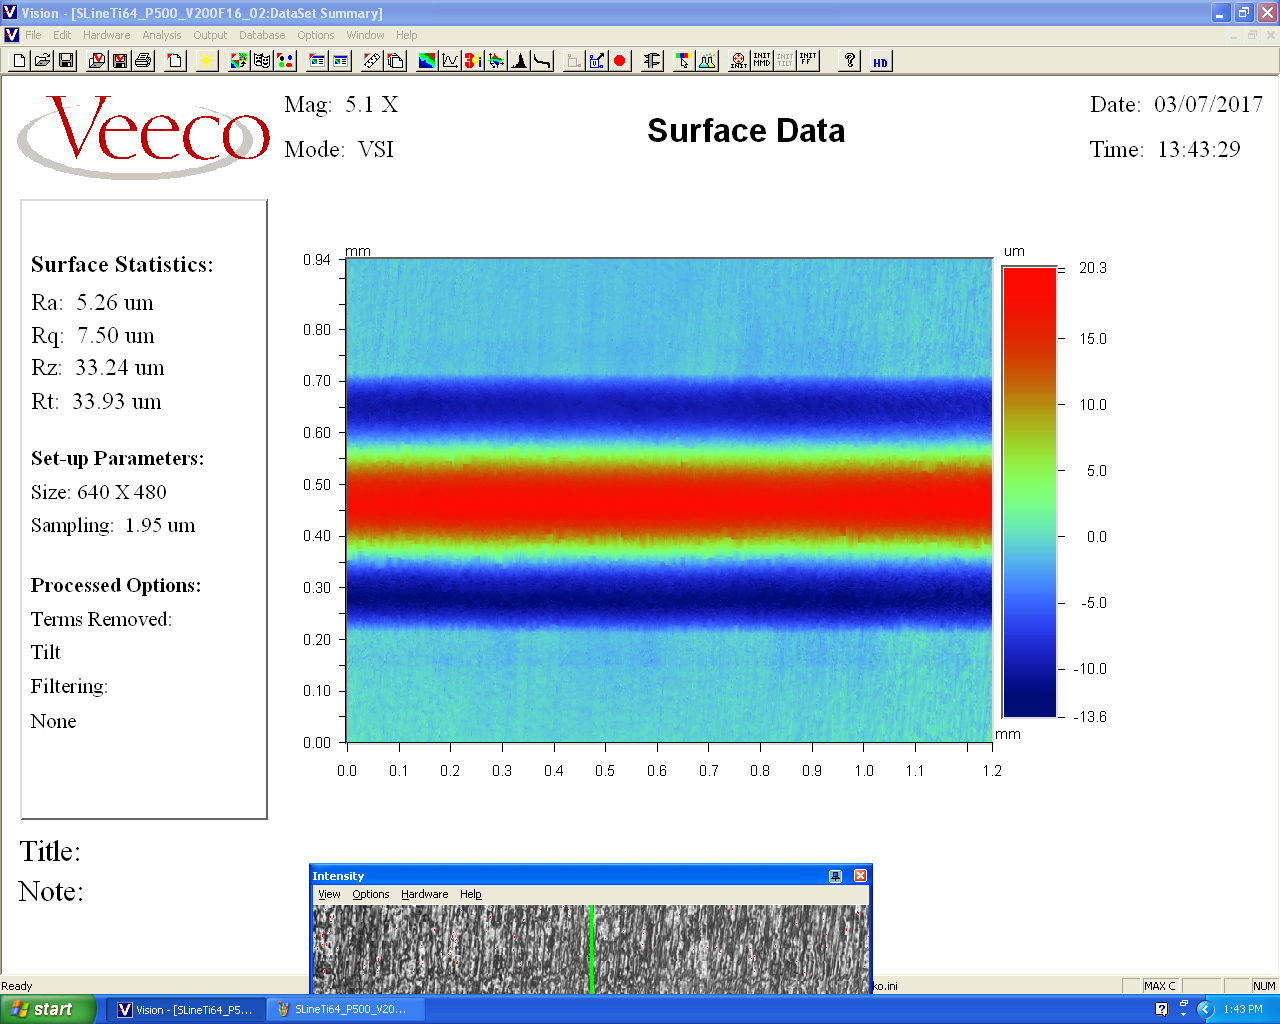 Vision - [SLineTi64_P500_V200F16_02:DataSet Summary]
File Edit Hardware Analysis Output Database Options Window Help
INIT INIT MMD INIT TILT INIT FF ? HD
Veeco
Mag: 5.1 X
Mode: VSI
Surface Data
Date: 03/07/2017
Time: 13:43:29
Surface Statistics:
Ra: 5.26 um
Rq: 7.50 um
Rz: 33.24 um
Rt: 33.93 um
Set-up Parameters:
Size: 640 X 480
Sampling: 1.95 um
Processed Options:
Terms Removed:
Tilt
Filtering:
None
mm
0.94
0.80
0.70
0.60
0.50
0.40
0.30
0.20
0.10
0.00
0.0 0.1 0.2 0.3 0.4 0.5 0.6 0.7 0.8 0.9 1.0 1.1 1.2
mm
um
20.3
15.0
10.0
5.0
0.0
-5.0
-10.0
-13.6
Title:
Note:
Intensity
View Options Hardware Help
Ready ko.ini MAX C NUM
start Vision - [SLineTi64_P5... SLineTi64_P500_V20... 1:43 PM